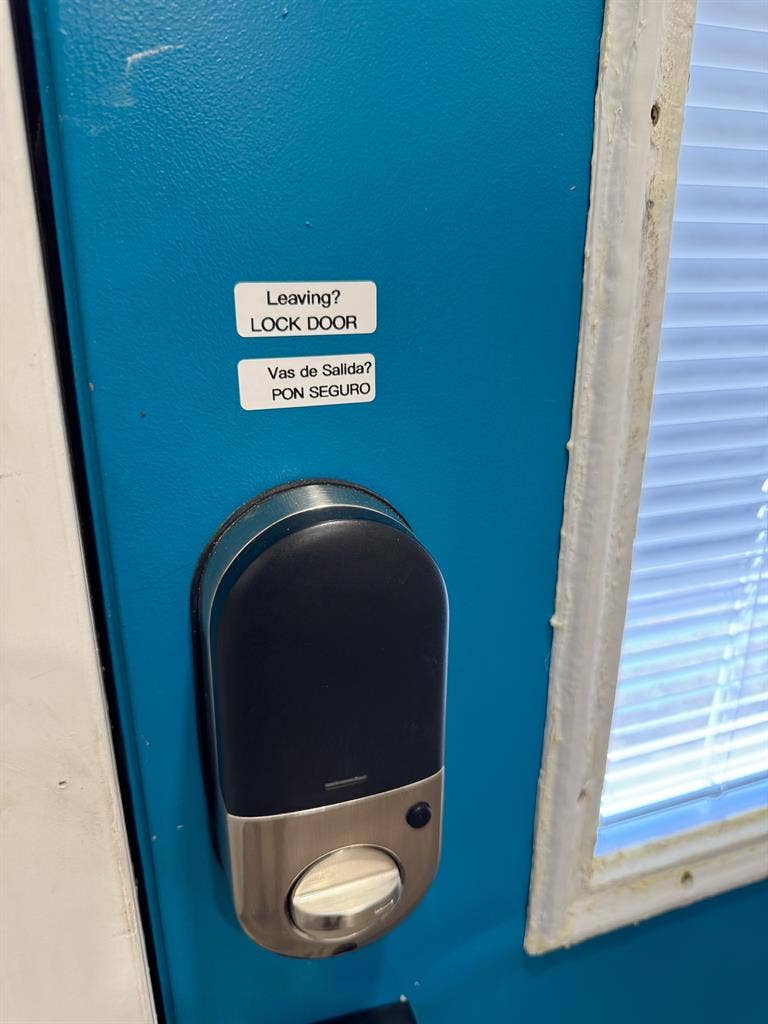 Leaving?
LOCK DOOR
Vas de Salida?
PON SEGURO